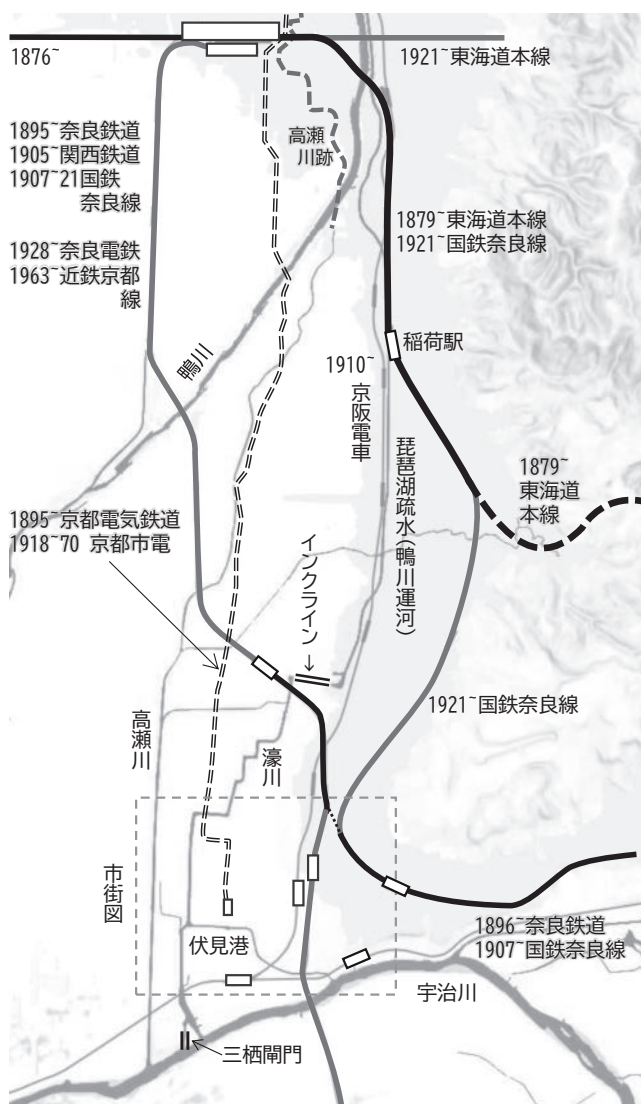 1876~
1921~東海道本線
1895~奈良鉄道
1905~関西鉄道
1907~21国鉄
奈良線
1928~奈良電鉄
1963~近鉄京都
線
高瀬
川跡
1879~東海道本線
1921~国鉄奈良線
稲荷駅
鴨川
1910~
京阪電車
琵琶湖疏水(鴨川運河)
1879~
東海道
本線
1895~京都電気鉄道
1918~70 京都市電
インクライン→
1921~国鉄奈良線
高瀬川
濠川
市街図
伏見港
1896~奈良鉄道
1907~国鉄奈良線
宇治川
三栖閘門